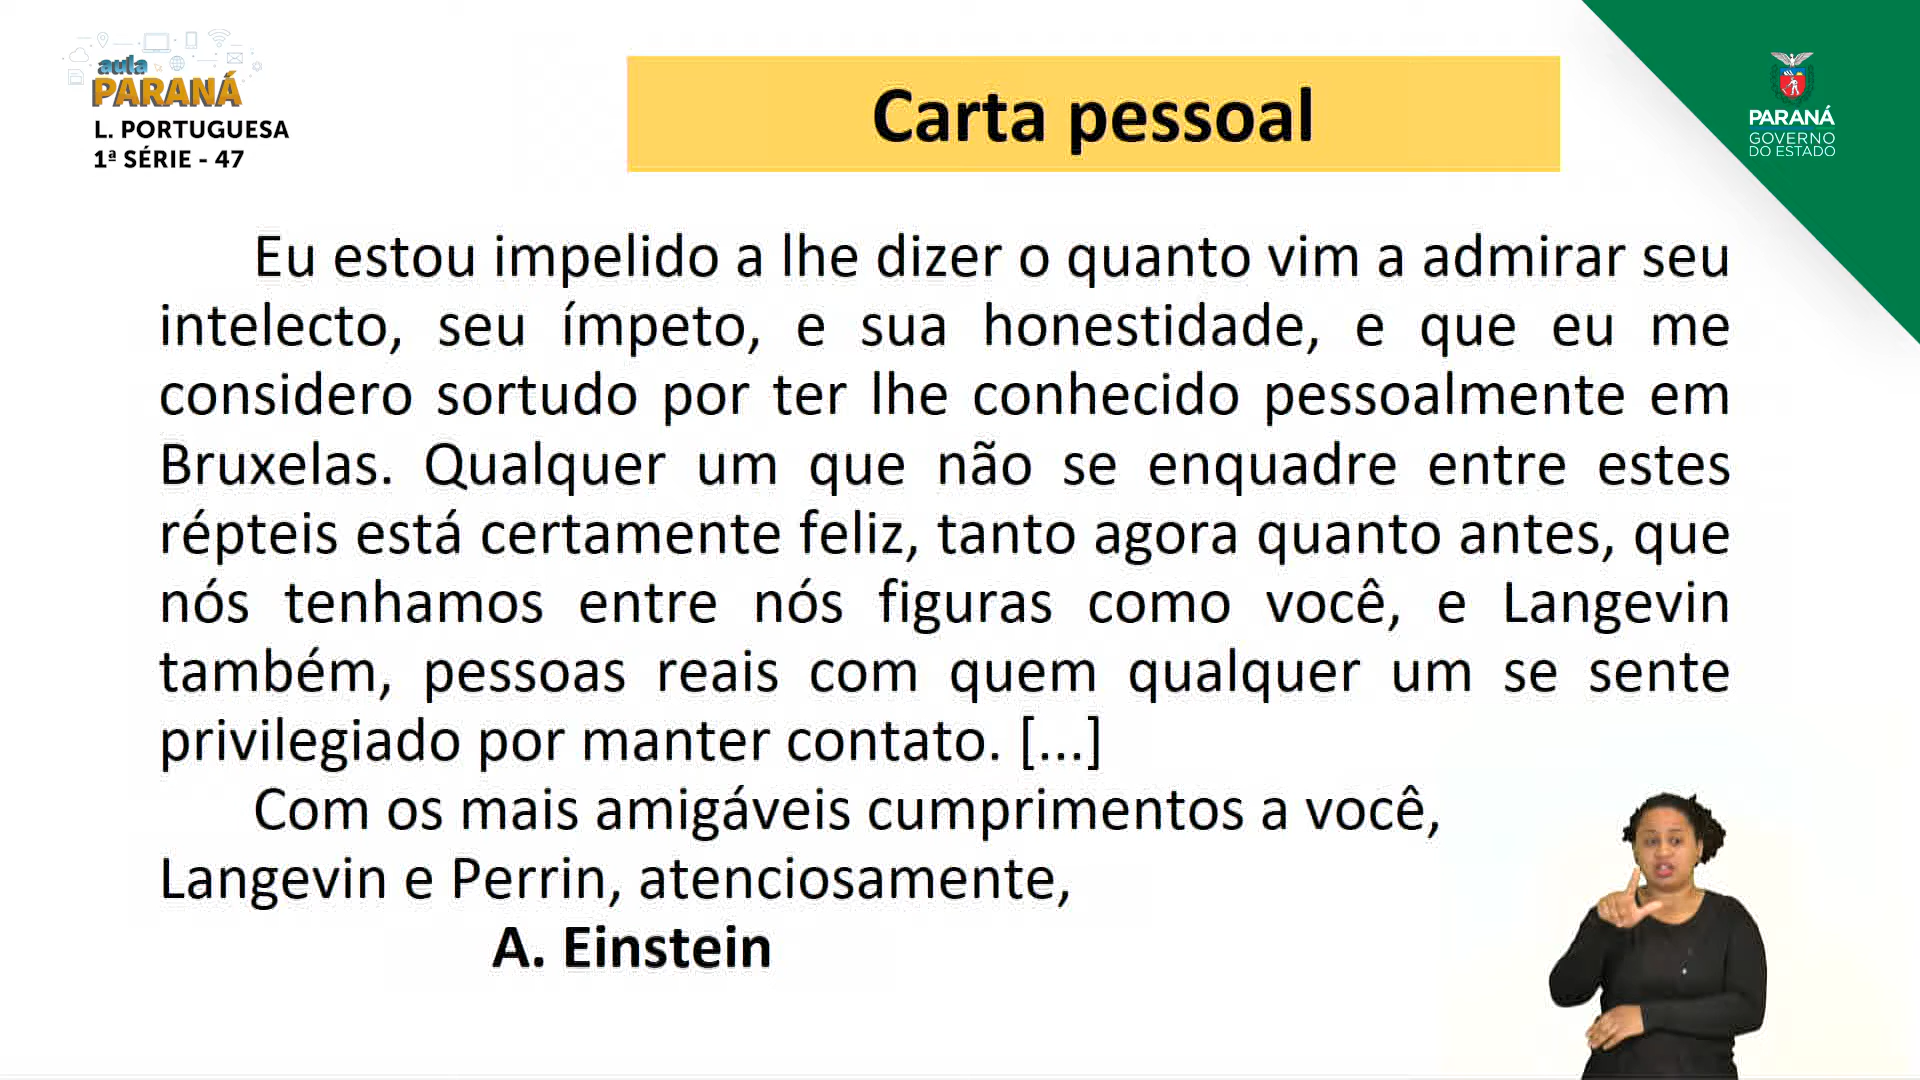 aula
PARANÁ
L. PORTUGUESA
1ª SÉRIE - 47
Carta pessoal
PARANÁ
GOVERNO
DO ESTADO
Eu estou impelido a lhe dizer o quanto vim a admirar seu
intelecto, seu ímpeto, e sua honestidade, e que eu me
considero sortudo por ter lhe conhecido pessoalmente em
Bruxelas. Qualquer um que não se enquadre entre estes
répteis está certamente feliz, tanto agora quanto antes, que
nós tenhamos entre nós figuras como você, e Langevin
também, pessoas reais com quem qualquer um se sente
privilegiado por manter contato. [...]
Com os mais amigáveis cumprimentos a você,
Langevin e Perrin, atenciosamente,
A. Einstein